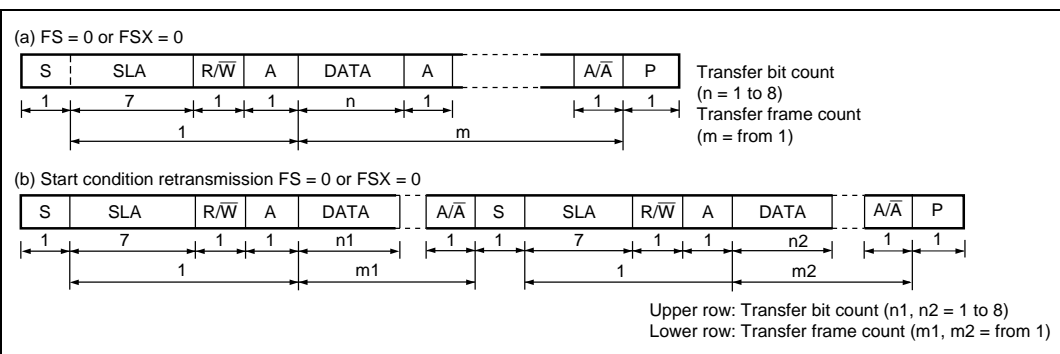 (a) FS = 0 or FSX = 0
S SLA R/W̅ A DATA A A/A̅ P
1 7 1 1 n 1 1 1
1 m
Transfer bit count
(n = 1 to 8)
Transfer frame count
(m = from 1)
(b) Start condition retransmission FS = 0 or FSX = 0
S SLA R/W̅ A DATA A/A̅ S SLA R/W̅ A DATA A/A̅ P
1 7 1 1 n1 1 1 7 1 1 n2 1 1
1 m1 1 m2
Upper row: Transfer bit count (n1, n2 = 1 to 8)
Lower row: Transfer frame count (m1, m2 = from 1)